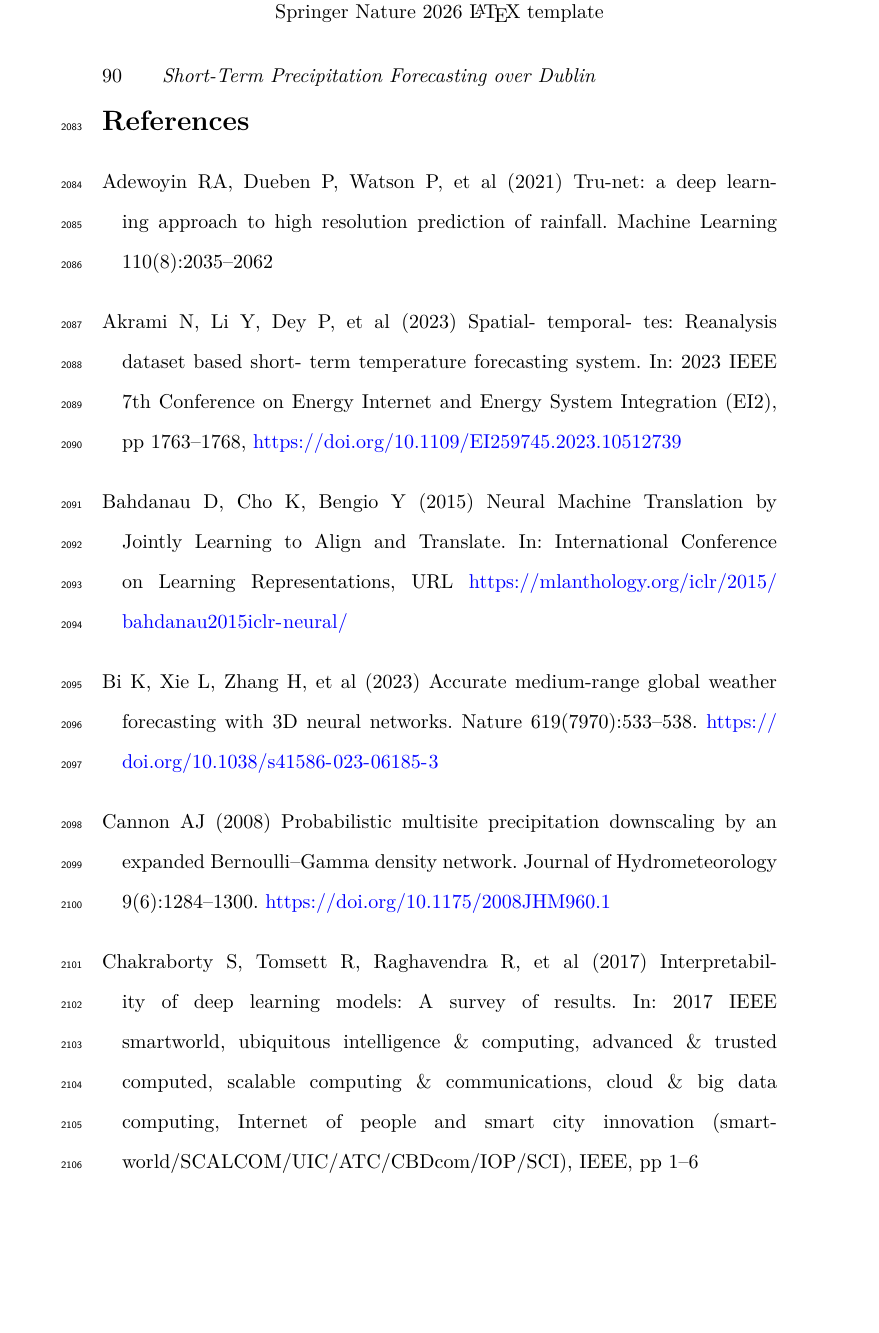 Springer Nature 2026 LATEX template
90 Short-Term Precipitation Forecasting over Dublin
2083 References
2084 Adewoyin RA, Dueben P, Watson P, et al (2021) Tru-net: a deep learn-
2085 ing approach to high resolution prediction of rainfall. Machine Learning
2086 110(8):2035–2062
2087 Akrami N, Li Y, Dey P, et al (2023) Spatial- temporal- tes: Reanalysis
2088 dataset based short- term temperature forecasting system. In: 2023 IEEE
2089 7th Conference on Energy Internet and Energy System Integration (EI2),
2090 pp 1763–1768, https://doi.org/10.1109/EI259745.2023.10512739
2091 Bahdanau D, Cho K, Bengio Y (2015) Neural Machine Translation by
2092 Jointly Learning to Align and Translate. In: International Conference
2093 on Learning Representations, URL https://mlanthology.org/iclr/2015/
2094 bahdanau2015iclr-neural/
2095 Bi K, Xie L, Zhang H, et al (2023) Accurate medium-range global weather
2096 forecasting with 3D neural networks. Nature 619(7970):533–538. https://
2097 doi.org/10.1038/s41586-023-06185-3
2098 Cannon AJ (2008) Probabilistic multisite precipitation downscaling by an
2099 expanded Bernoulli–Gamma density network. Journal of Hydrometeorology
2100 9(6):1284–1300. https://doi.org/10.1175/2008JHM960.1
2101 Chakraborty S, Tomsett R, Raghavendra R, et al (2017) Interpretabil-
2102 ity of deep learning models: A survey of results. In: 2017 IEEE
2103 smartworld, ubiquitous intelligence & computing, advanced & trusted
2104 computed, scalable computing & communications, cloud & big data
2105 computing, Internet of people and smart city innovation (smart-
2106 world/SCALCOM/UIC/ATC/CBDcom/IOP/SCI), IEEE, pp 1–6